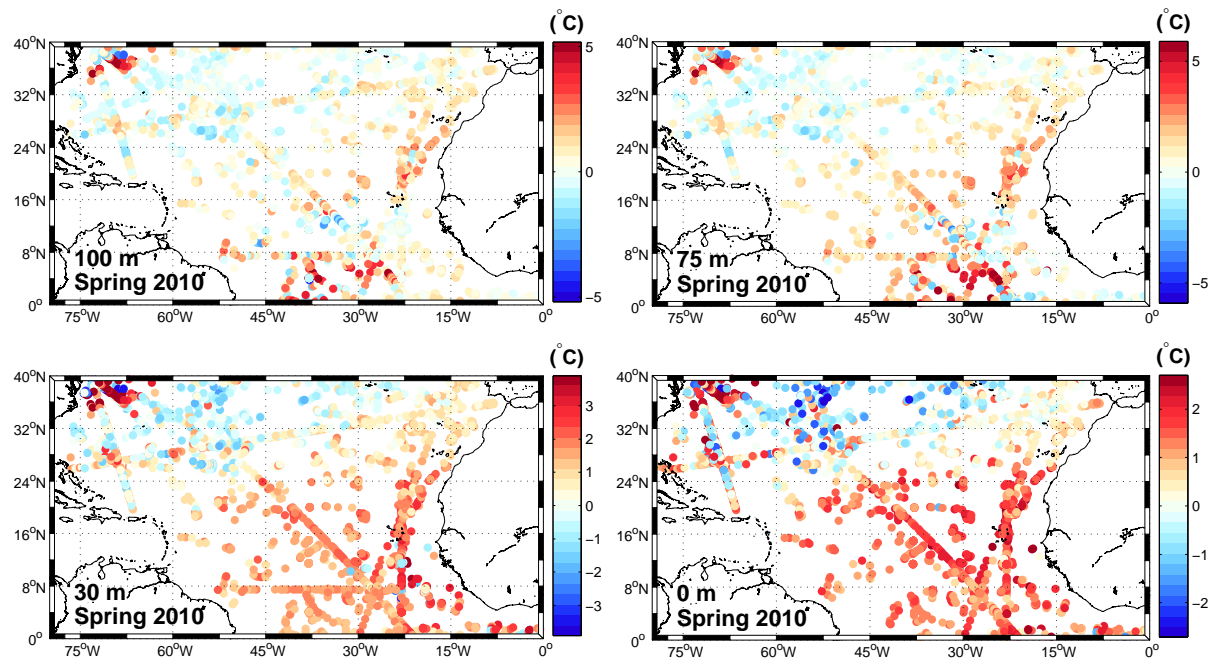 (°C) (°C)
40°N 5 40°N 5
32°N 32°N
24°N 0 24°N 0
16°N 16°N
8°N 8°N
100 m 75 m
Spring 2010 Spring 2010
0° −5 0° −5
75°W 60°W 45°W 30°W 15°W 0° 75°W 60°W 45°W 30°W 15°W 0°
(°C) (°C)
40°N 3 40°N 2
32°N 2 32°N 1
24°N 1 24°N
0 0
16°N −1 16°N −1
8°N −2 8°N
30 m 0 m
Spring 2010 −3 Spring 2010 −2
0° 0°
75°W 60°W 45°W 30°W 15°W 0° 75°W 60°W 45°W 30°W 15°W 0°